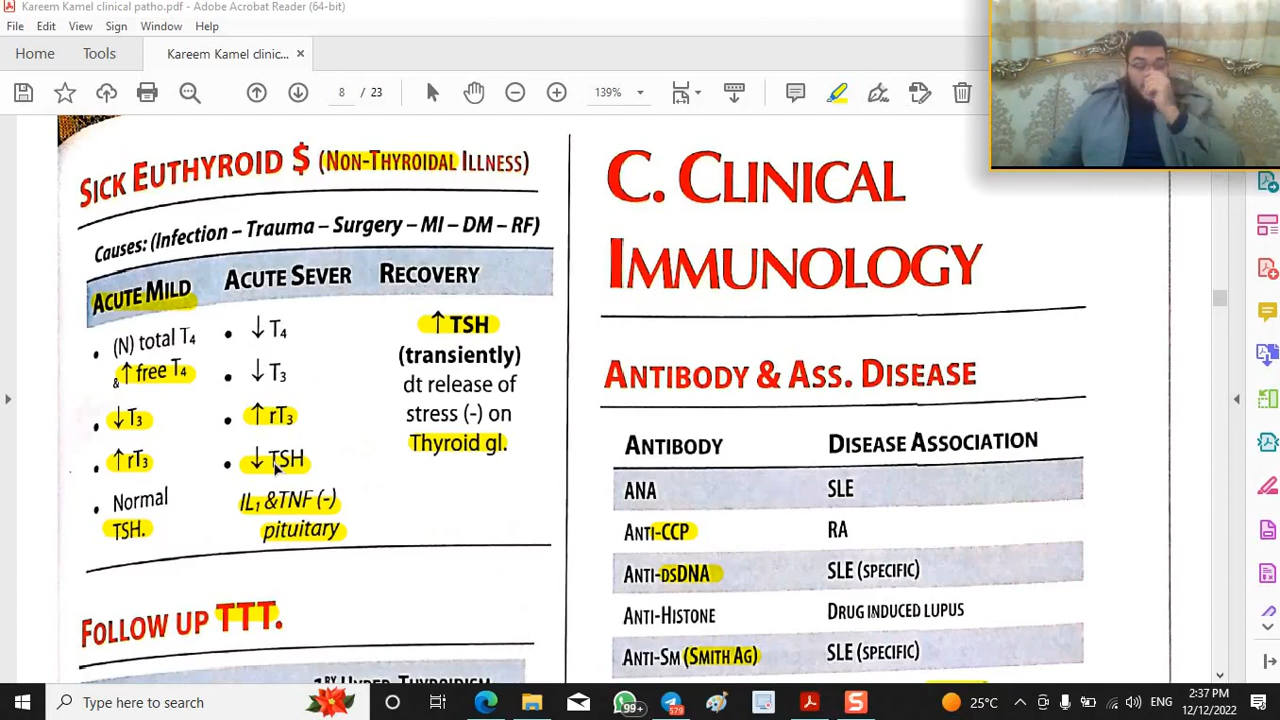 Kareem Kamel clinical patho.pdf - Adobe Acrobat Reader (64-bit)
File Edit View Sign Window Help
Home Tools Kareem Kamel clinic... ×
8 / 23 139%
SICK EUTHYROID $ (NON-THYROIDAL ILLNESS)
Causes: (Infection – Trauma – Surgery – MI – DM – RF)
ACUTE MILD ACUTE SEVER RECOVERY
• (N) total T4
& ↑ free T4
• ↓T3
• ↑rT3
• Normal
TSH.
• ↓T4
• ↓T3
• ↑ rT3
• ↓ TSH
IL1 &TNF (-)
pituitary
↑ TSH
(transiently)
dt release of
stress (-) on
Thyroid gl.
FOLLOW UP TTT.
1RY HYPER THYROIDISM
C. CLINICAL
IMMUNOLOGY
ANTIBODY & ASS. DISEASE
ANTIBODY DISEASE ASSOCIATION
ANA SLE
ANTI-CCP RA
ANTI-DSDNA SLE (SPECIFIC)
ANTI-HISTONE DRUG INDUCED LUPUS
ANTI-SM (SMITH AG) SLE (SPECIFIC)
Type here to search
99+
579
25°C
ENG
2:37 PM
12/12/2022